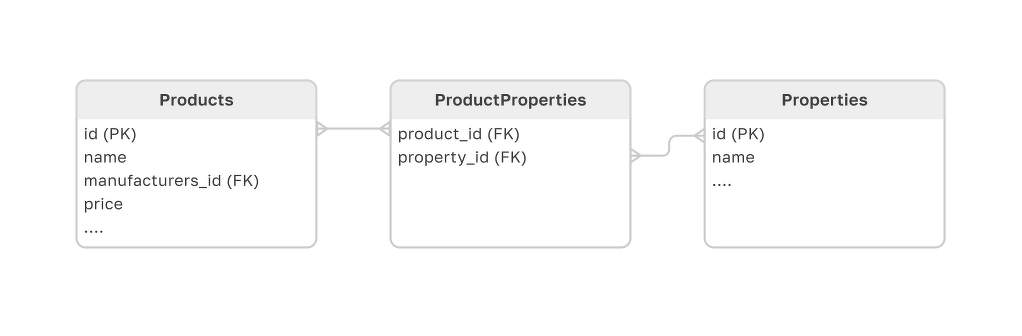 Products
id (PK)
name
manufacturers_id (FK)
price
....
ProductProperties
product_id (FK)
property_id (FK)
Properties
id (PK)
name
....